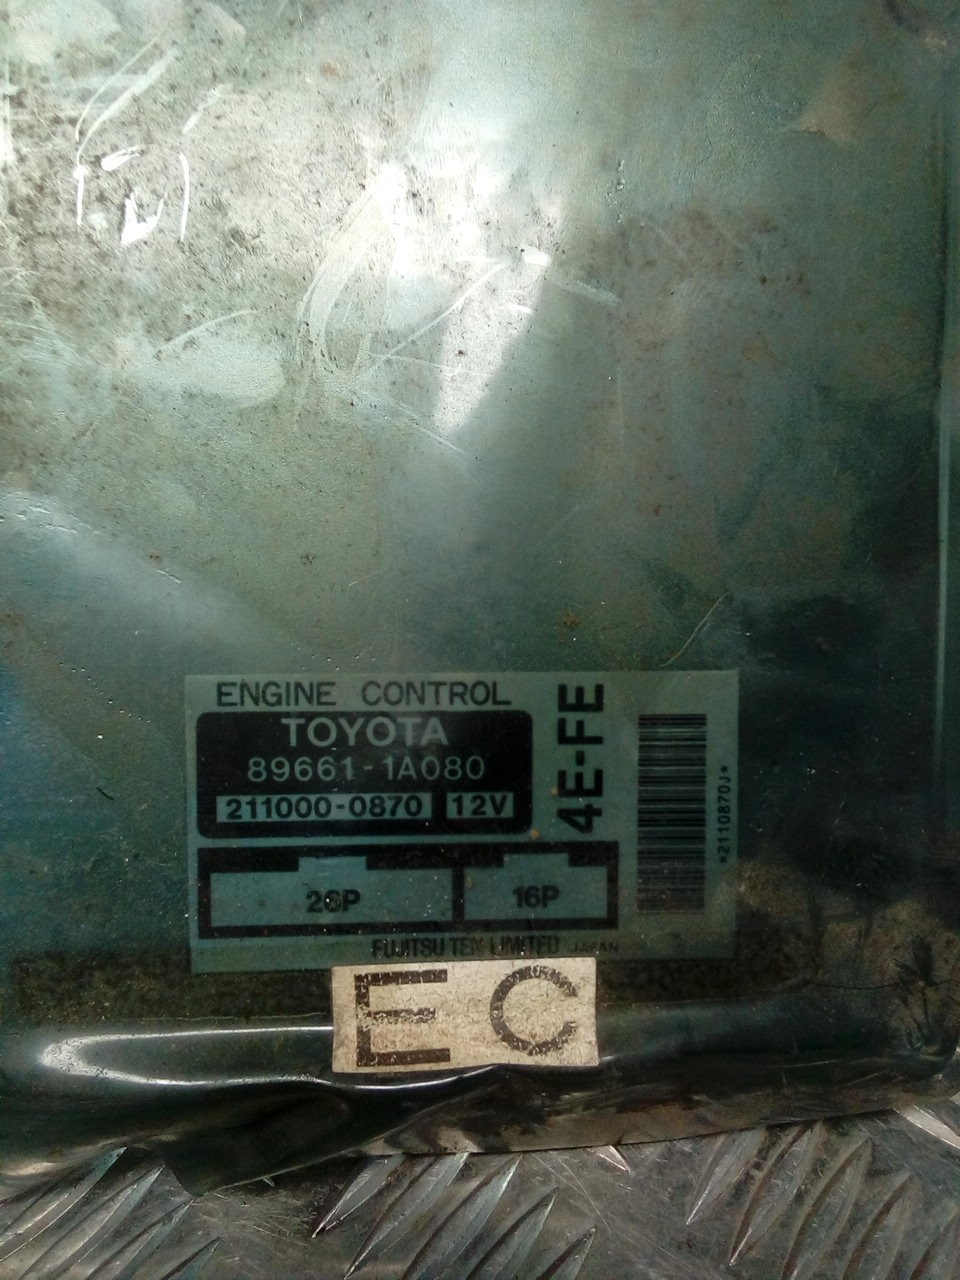 ENGINE CONTROL
TOYOTA
89661-1A080
211000-0870 12V
4E-FE
*2110870J*
26P 16P
FUJITSU TEN LIMITED JAPAN
EC